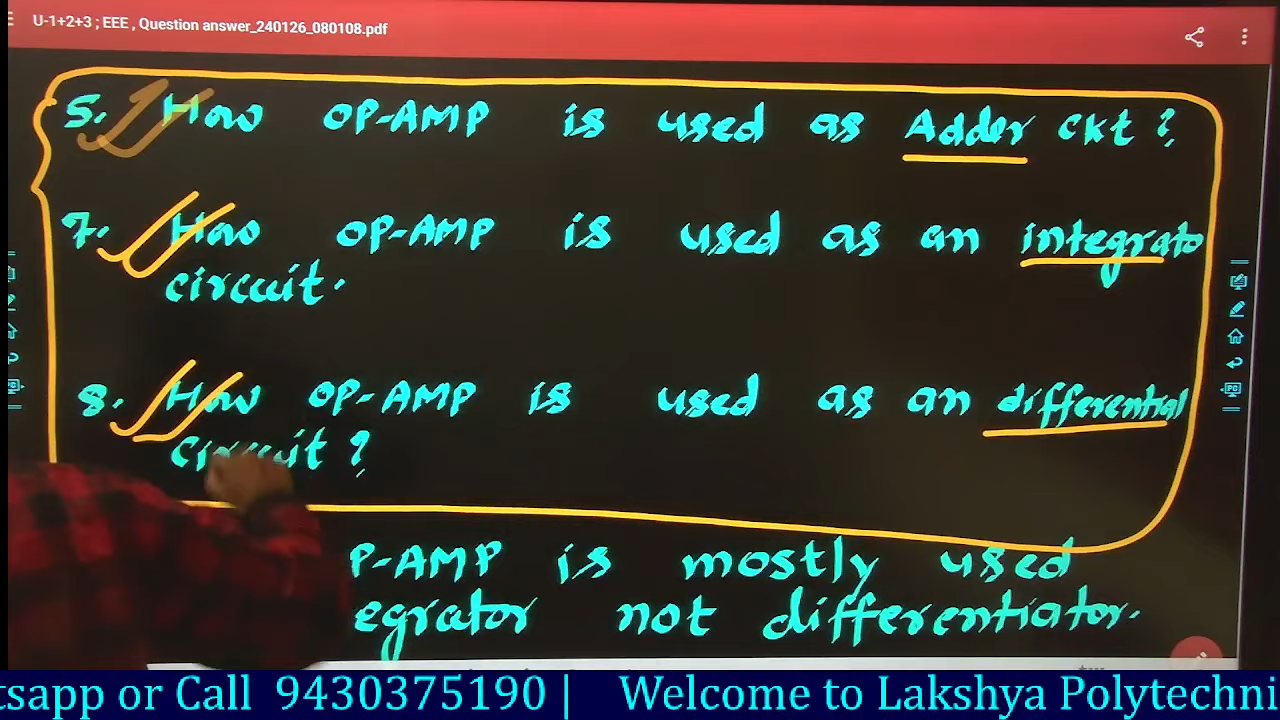 U-1+2+3 ; EEE , Question answer_240126_080108.pdf
5. How OP-AMP is used as Adder ckt ?
7. How OP-AMP is used as an integrato
circuit.
8. How OP-AMP is used as an differential
circuit ?
P-AMP is mostly used
egrator not differentiator.
tsapp or Call 9430375190 | Welcome to Lakshya Polytechni